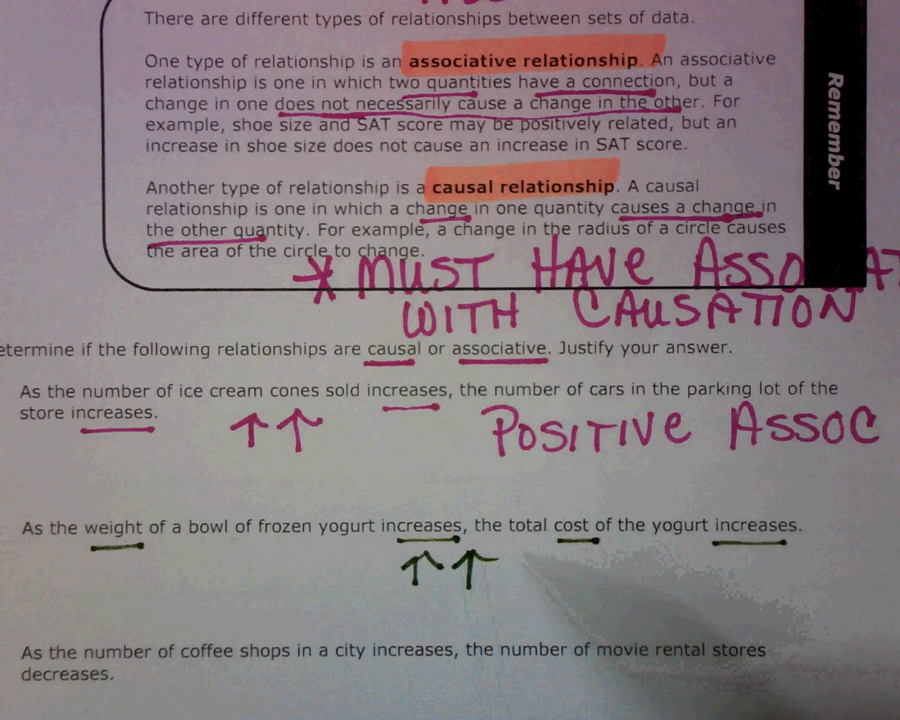 There are different types of relationships between sets of data.
One type of relationship is an associative relationship. An associative
relationship is one in which two quantities have a connection, but a
change in one does not necessarily cause a change in the other. For
example, shoe size and SAT score may be positively related, but an
increase in shoe size does not cause an increase in SAT score.
Another type of relationship is a causal relationship. A causal
relationship is one in which a change in one quantity causes a change in
the other quantity. For example, a change in the radius of a circle causes
the area of the circle to change.
Remember
* MUST HAVE ASSOCIAT
WITH CAUSATION
etermine if the following relationships are causal or associative. Justify your answer.
As the number of ice cream cones sold increases, the number of cars in the parking lot of the
store increases.
↑↑ POSITIVE ASSOC
As the weight of a bowl of frozen yogurt increases, the total cost of the yogurt increases.
↑↑
As the number of coffee shops in a city increases, the number of movie rental stores
decreases.